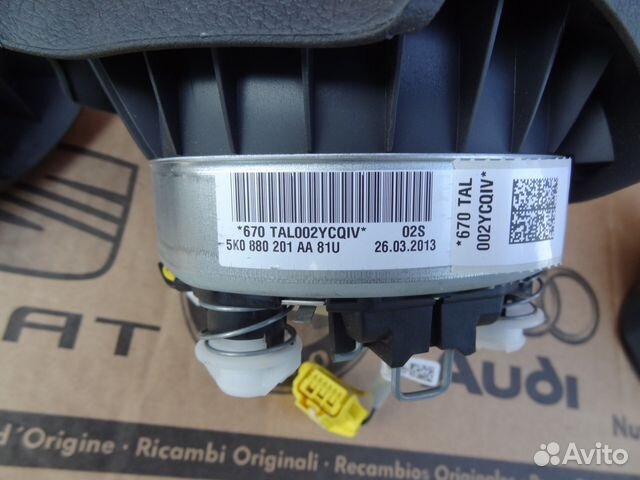 *670 TAL002YCQIV* 02S
5K0 880 201 AA 81U 26.03.2013
*670 TAL
002YCQIV*
AT
Audi
d'Origine · Ricambi Originali · Recambios Originales
Avito